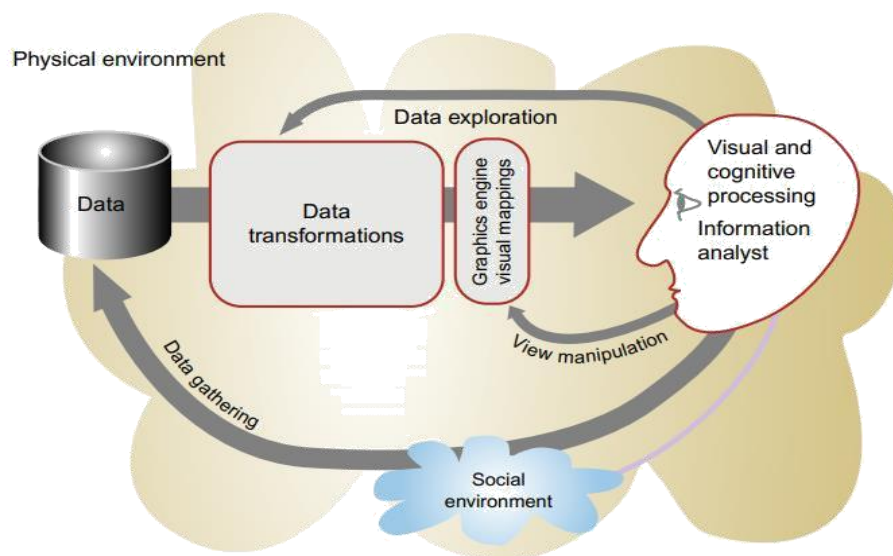 Physical environment
Data exploration
Data
Data
transformations
Graphics engine
visual mappings
Visual and
cognitive
processing
Information
analyst
View manipulation
Data gathering
Social
environment